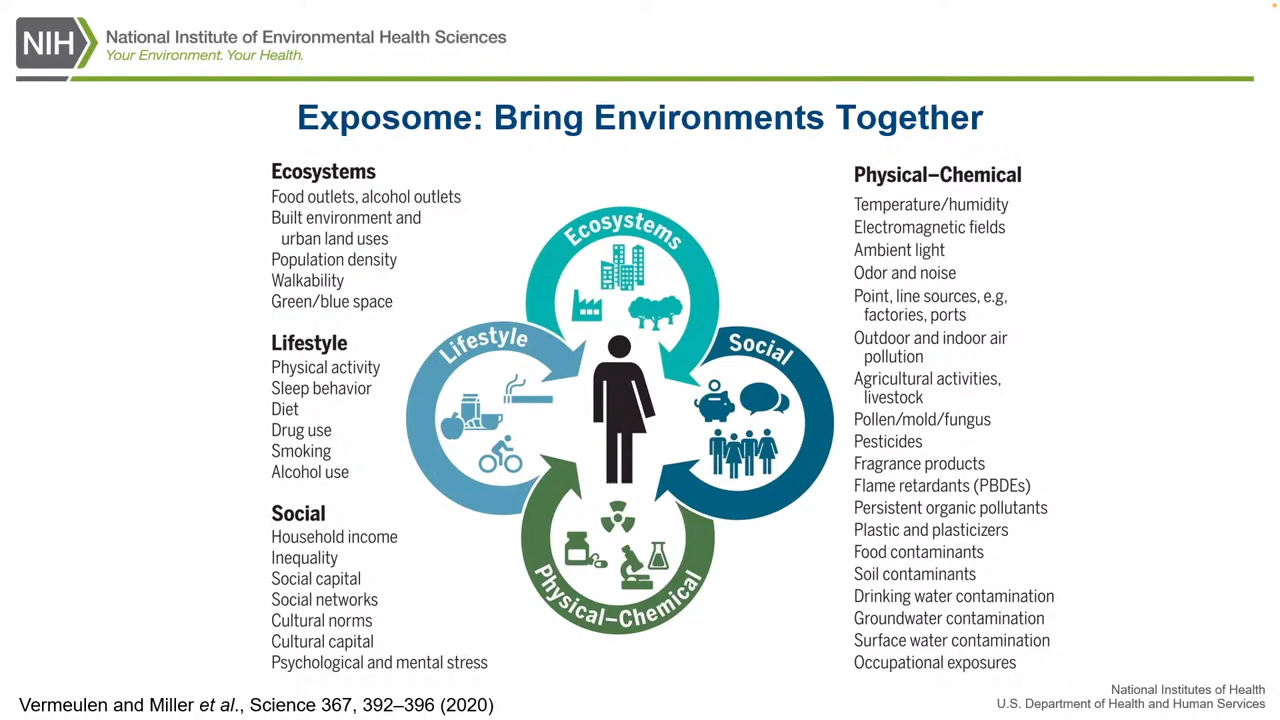 NIH
National Institute of Environmental Health Sciences
Your Environment. Your Health.
Exposome: Bring Environments Together
Ecosystems
Food outlets, alcohol outlets
Built environment and
urban land uses
Population density
Walkability
Green/blue space
Lifestyle
Physical activity
Sleep behavior
Diet
Drug use
Smoking
Alcohol use
Social
Household income
Inequality
Social capital
Social networks
Cultural norms
Cultural capital
Psychological and mental stress
Ecosystems
Lifestyle
Social
Physical–Chemical
Physical–Chemical
Temperature/humidity
Electromagnetic fields
Ambient light
Odor and noise
Point, line sources, e.g,
factories, ports
Outdoor and indoor air
pollution
Agricultural activities,
livestock
Pollen/mold/fungus
Pesticides
Fragrance products
Flame retardants (PBDEs)
Persistent organic pollutants
Plastic and plasticizers
Food contaminants
Soil contaminants
Drinking water contamination
Groundwater contamination
Surface water contamination
Occupational exposures
Vermeulen and Miller et al., Science 367, 392–396 (2020)
National Institutes of Health
U.S. Department of Health and Human Services